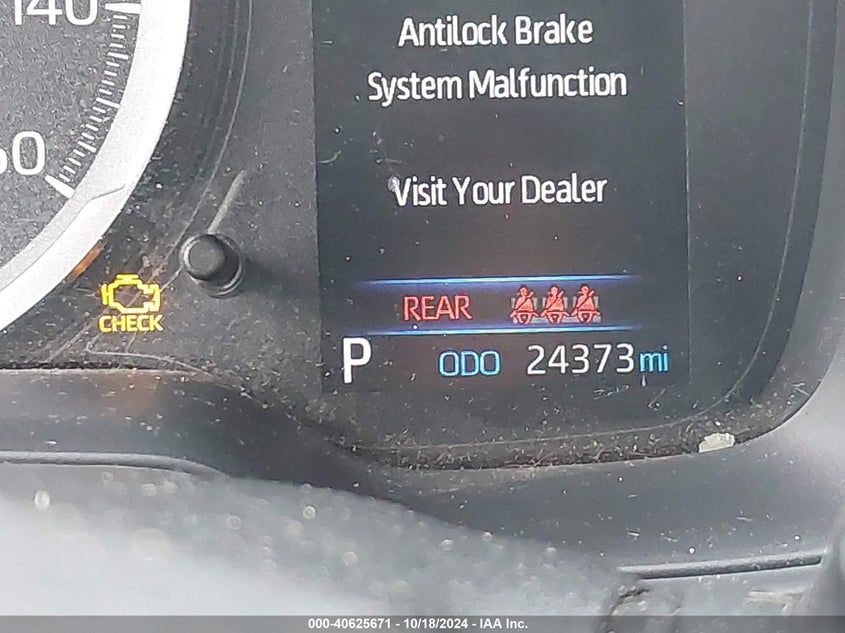 140
Antilock Brake
System Malfunction
60
Visit Your Dealer
REAR
CHECK
P ODO 24373 mi
000-40625671 - 10/18/2024 - IAA Inc.